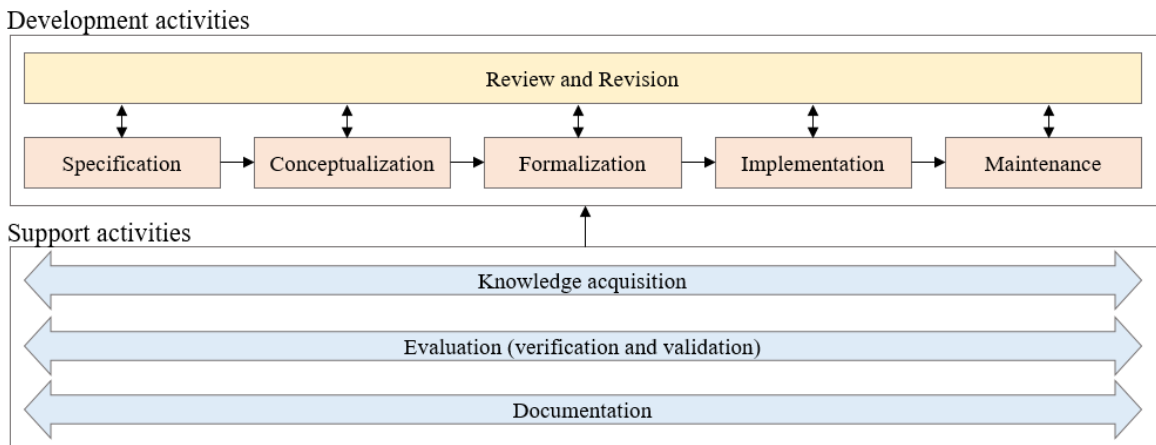 Development activities
Review and Revision
Specification
Conceptualization
Formalization
Implementation
Maintenance
Support activities
Knowledge acquisition
Evaluation (verification and validation)
Documentation